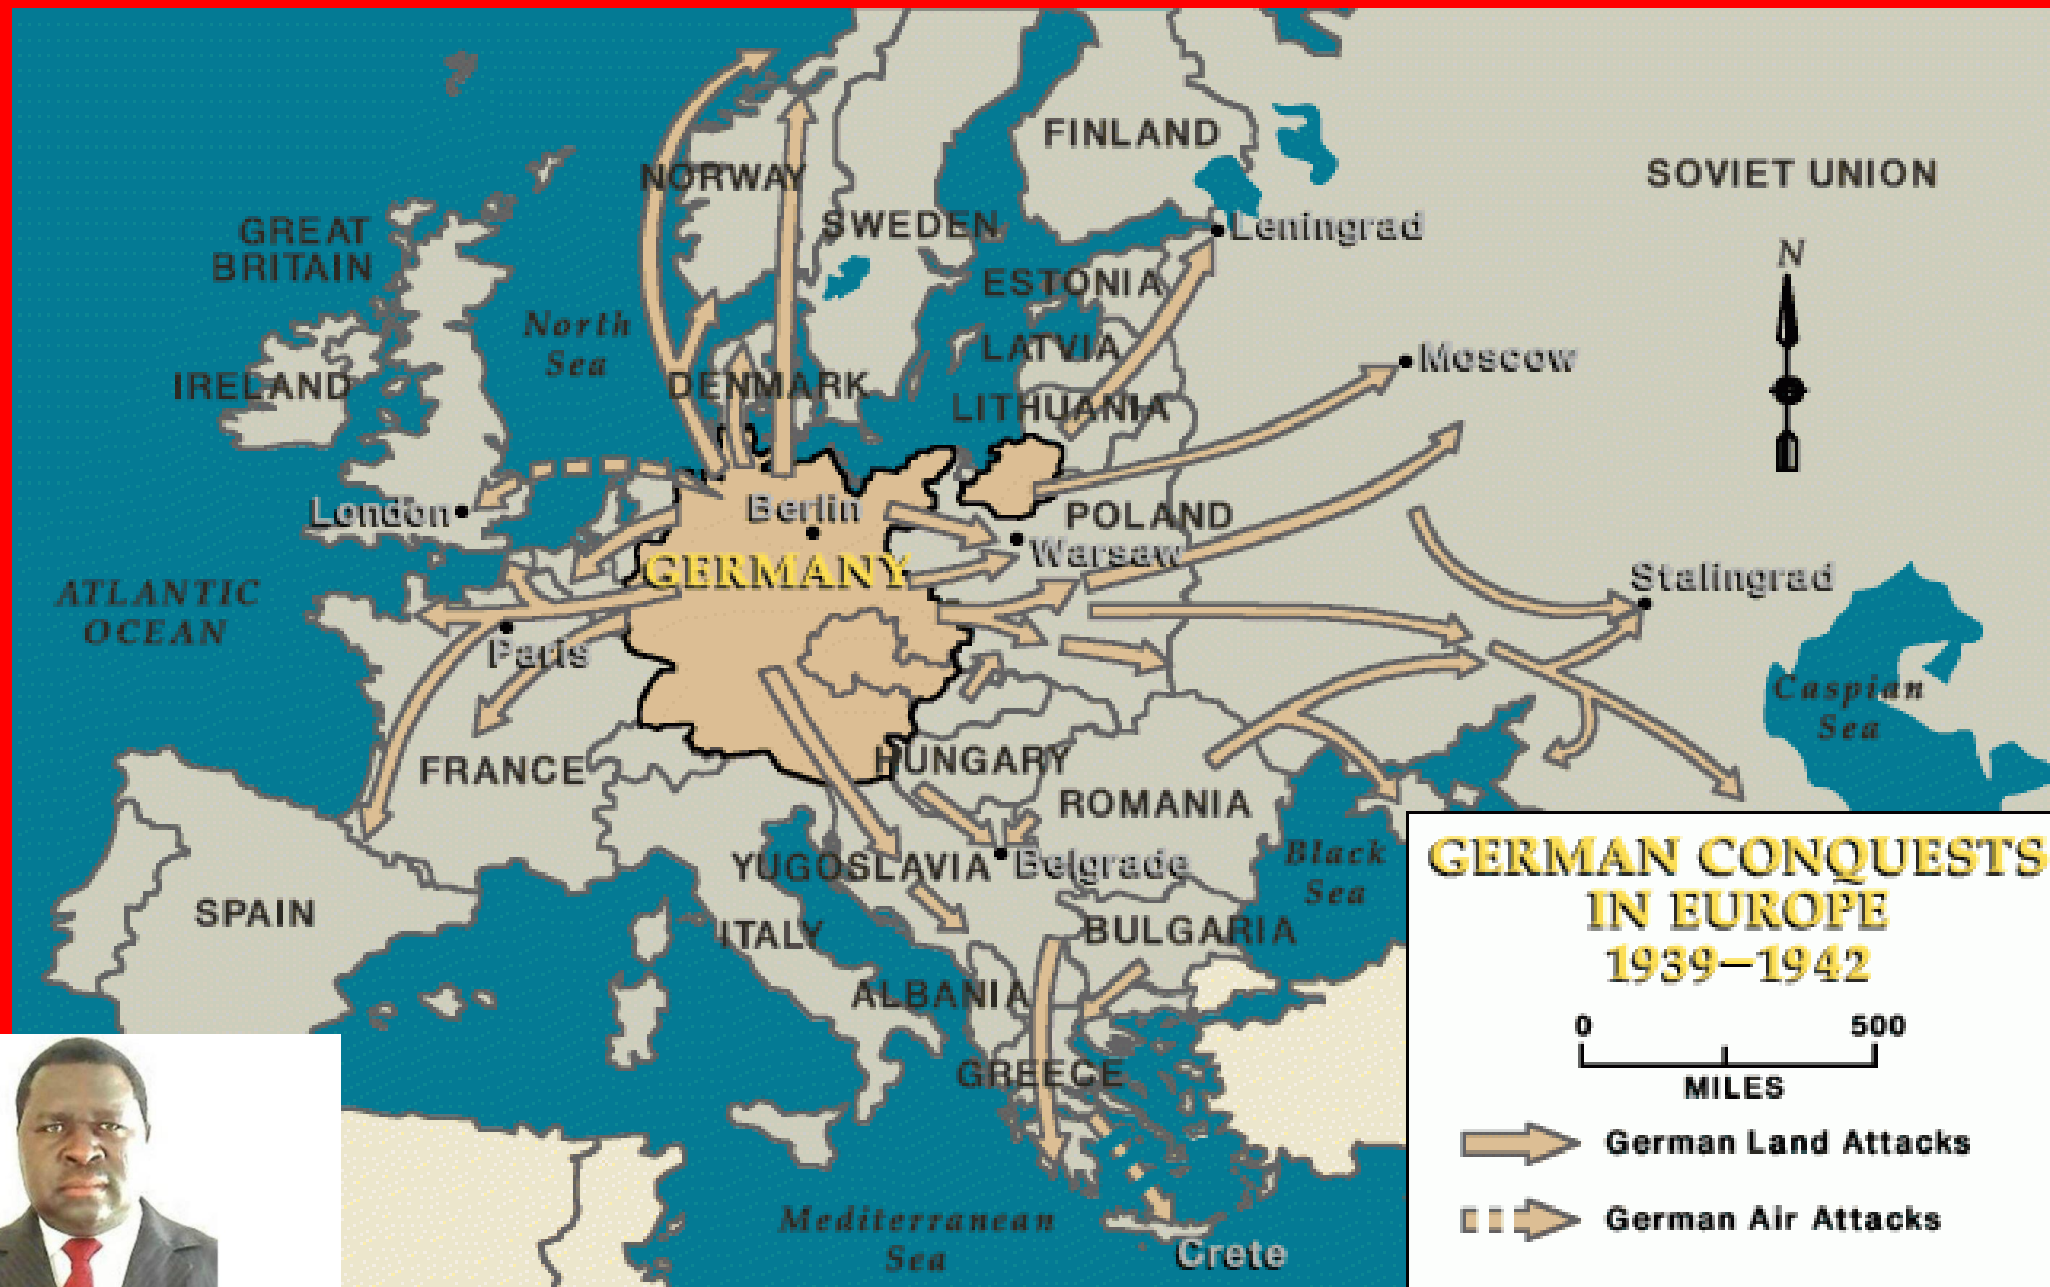 FINLAND
SOVIET UNION
NORWAY
GREAT
BRITAIN
SWEDEN
Leningrad
N
ESTONIA
North
Sea
LATVIA
Moscow
IRELAND
DENMARK
LITHUANIA
London
Berlin
POLAND
Warsaw
GERMANY
Stalingrad
ATLANTIC
OCEAN
Paris
Caspian
Sea
FRANCE
HUNGARY
ROMANIA
YUGOSLAVIA
Belgrade
Black
Sea
SPAIN
ITALY
BULGARIA
ALBANIA
GREECE
Mediterranean
Sea
Crete
GERMAN CONQUESTS
IN EUROPE
1939–1942
0 500
MILES
German Land Attacks
German Air Attacks